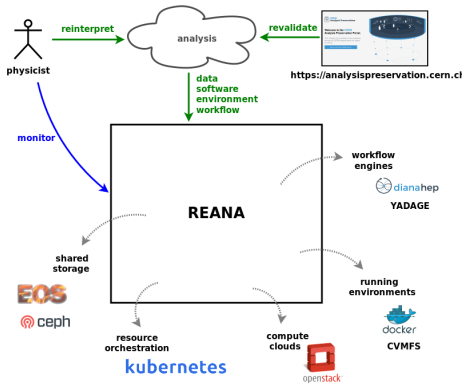 reinterpret
analysis
revalidate
physicist
https://analysispreservation.cern.ch
data
software
environment
workflow
monitor
workflow
engines
dianahep
YADAGE
REANA
shared
storage
EOS
ceph
running
environments
docker
CVMFS
resource
orchestration
kubernetes
compute
clouds
openstack